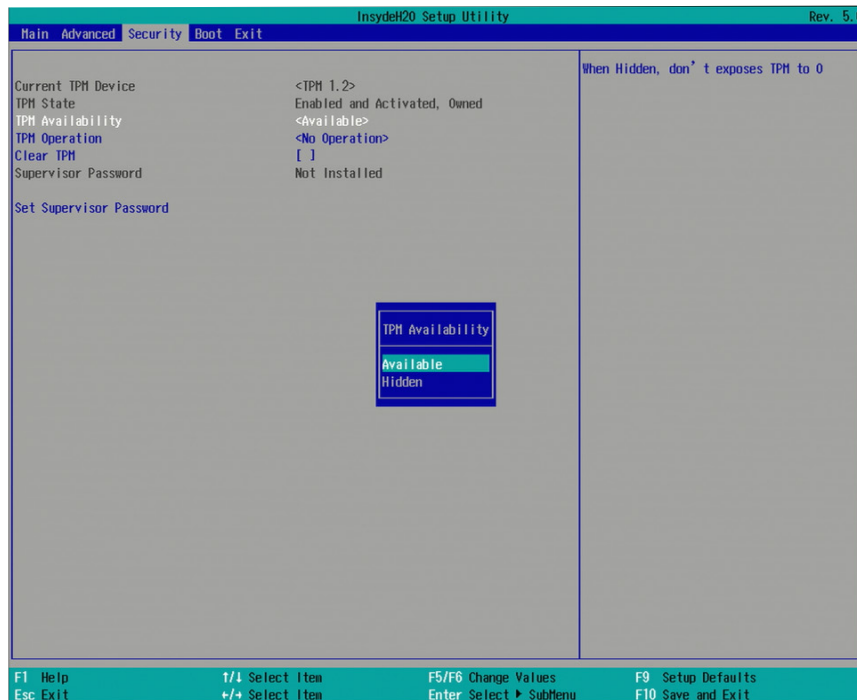 InsydeH20 Setup Utility Rev. 5.
Main Advanced Security Boot Exit
When Hidden, don't exposes TPM to 0
Current TPM Device <TPM 1.2>
TPM State Enabled and Activated, Owned
TPM Availability <Available>
TPM Operation <No Operation>
Clear TPM [ ]
Supervisor Password Not Installed
Set Supervisor Password
TPM Availability
Available
Hidden
F1 Help ↑/↓ Select Item F5/F6 Change Values F9 Setup Defaults
Esc Exit ←/→ Select Item Enter Select ▶ SubMenu F10 Save and Exit